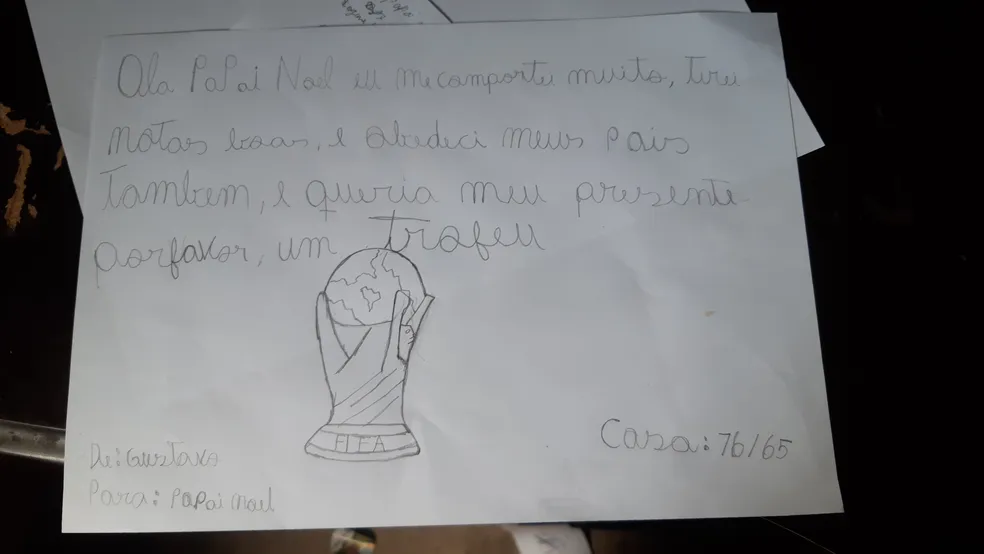 Ola PaPai Noel eu me comportei muito, tirei
notas boas, e obedeci meus pais
Tambem, e queria meu presente
porfavor, um trofeu
FIFA
De: Gustavo
Para: PaPai Noel
Casa: 76/65